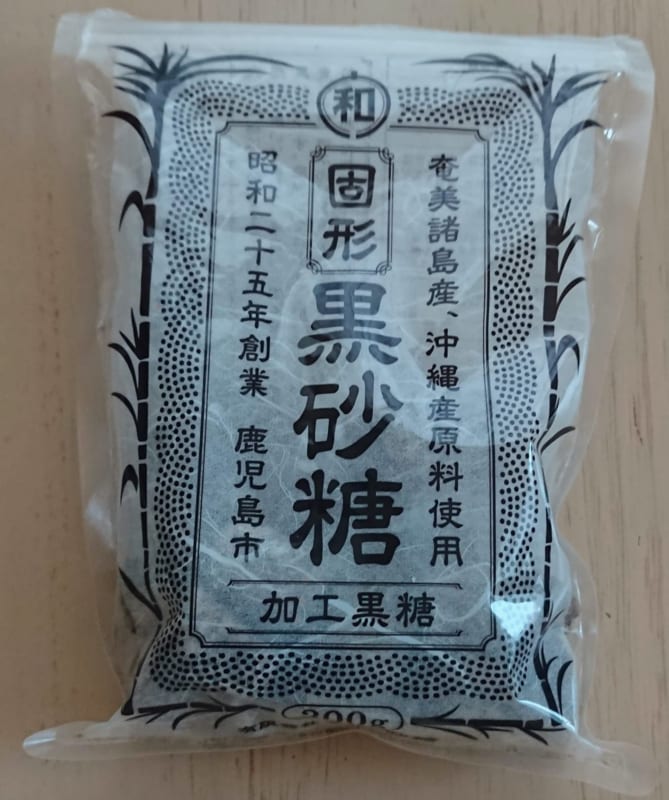 和
固形
黒砂糖
奄美諸島産、沖縄産原料使用
昭和二十五年創業 鹿児島市
加工黒糖
200g